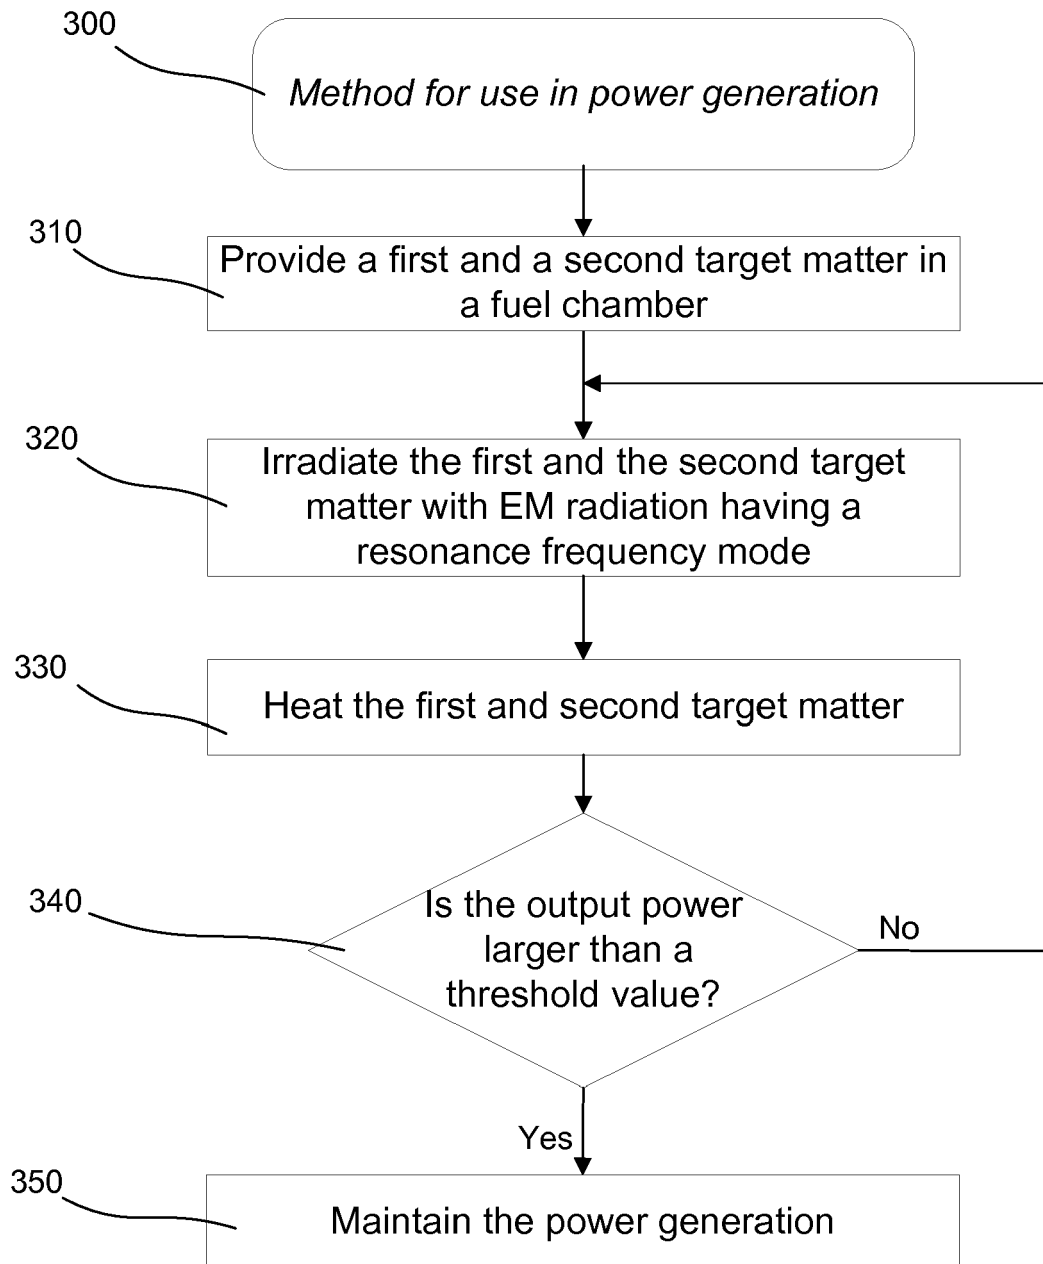 300
Method for use in power generation
310
Provide a first and a second target matter in
a fuel chamber
320
Irradiate the first and the second target
matter with EM radiation having a
resonance frequency mode
330
Heat the first and second target matter
340
Is the output power
larger than a
threshold value?
No
Yes
350
Maintain the power generation